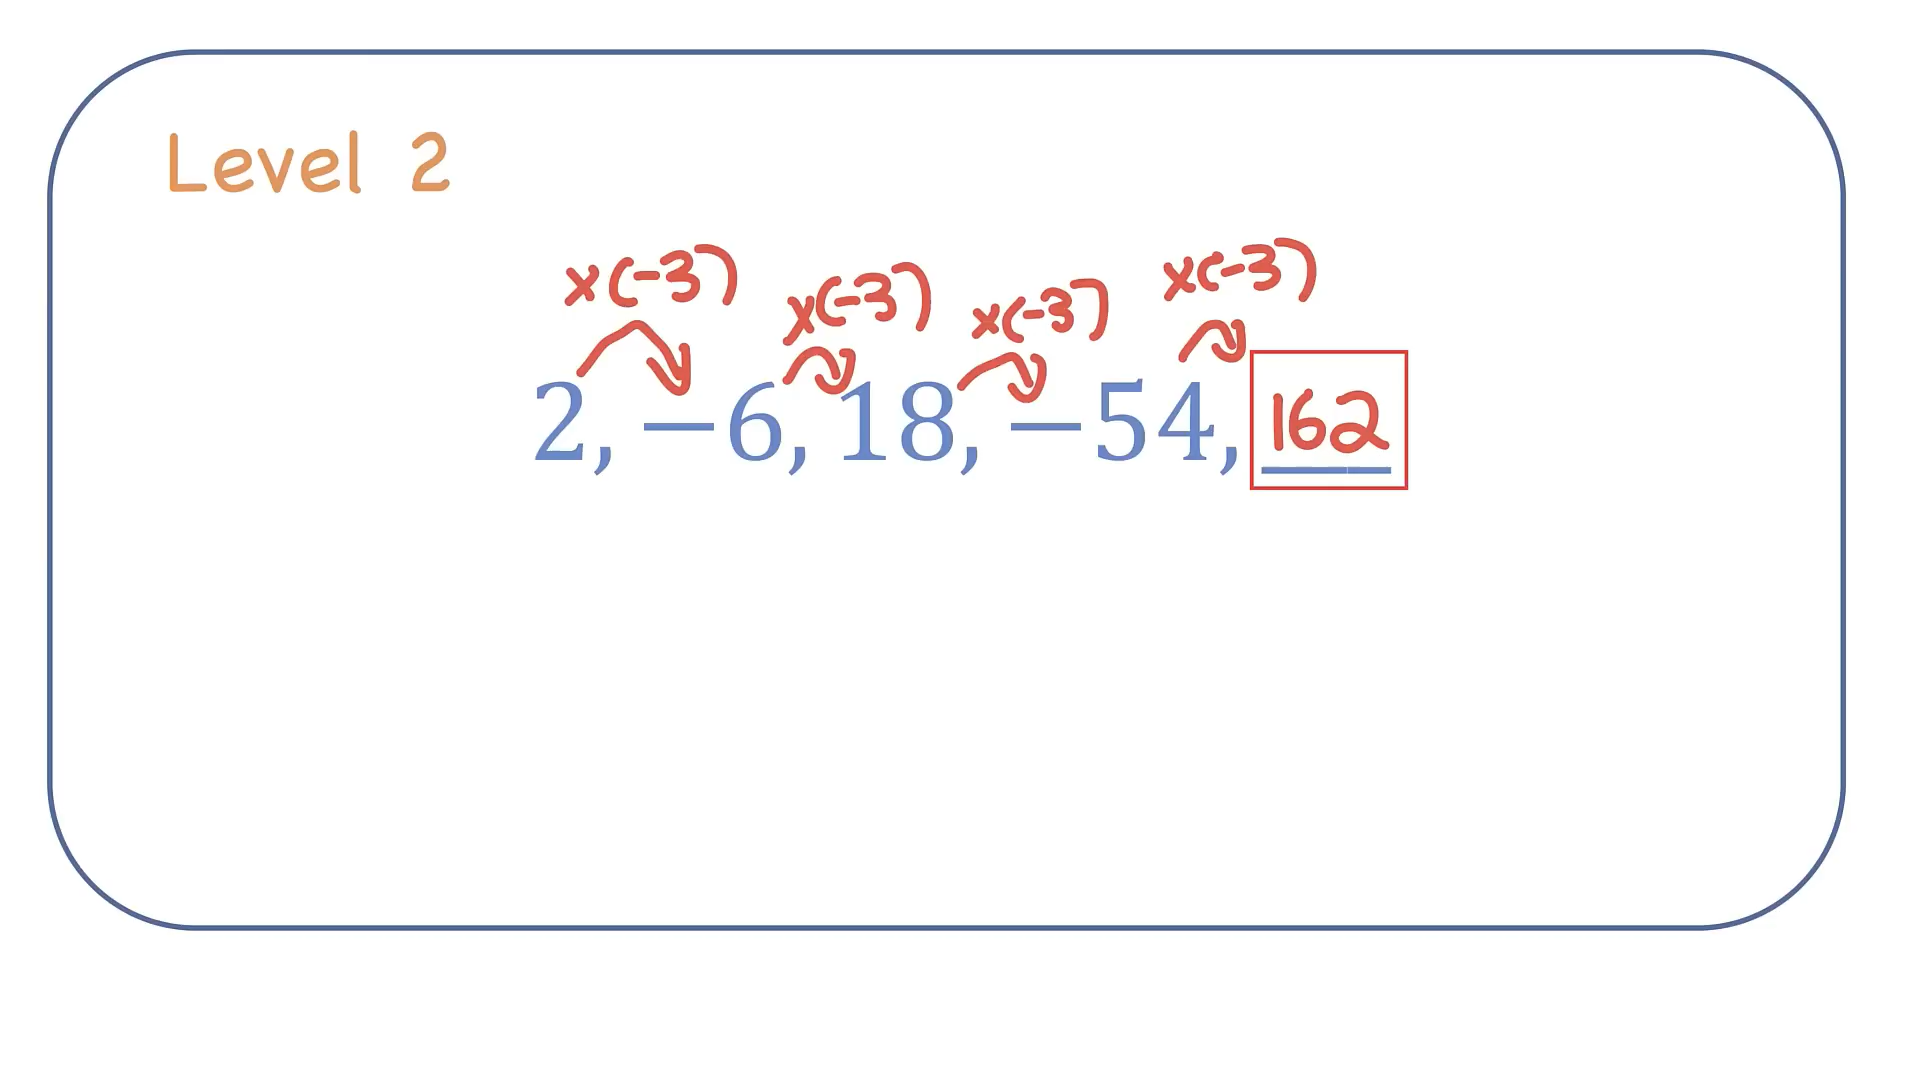 Level 2
x(-3) x(-3) x(-3) x(-3)
2, −6, 18, −54, 162